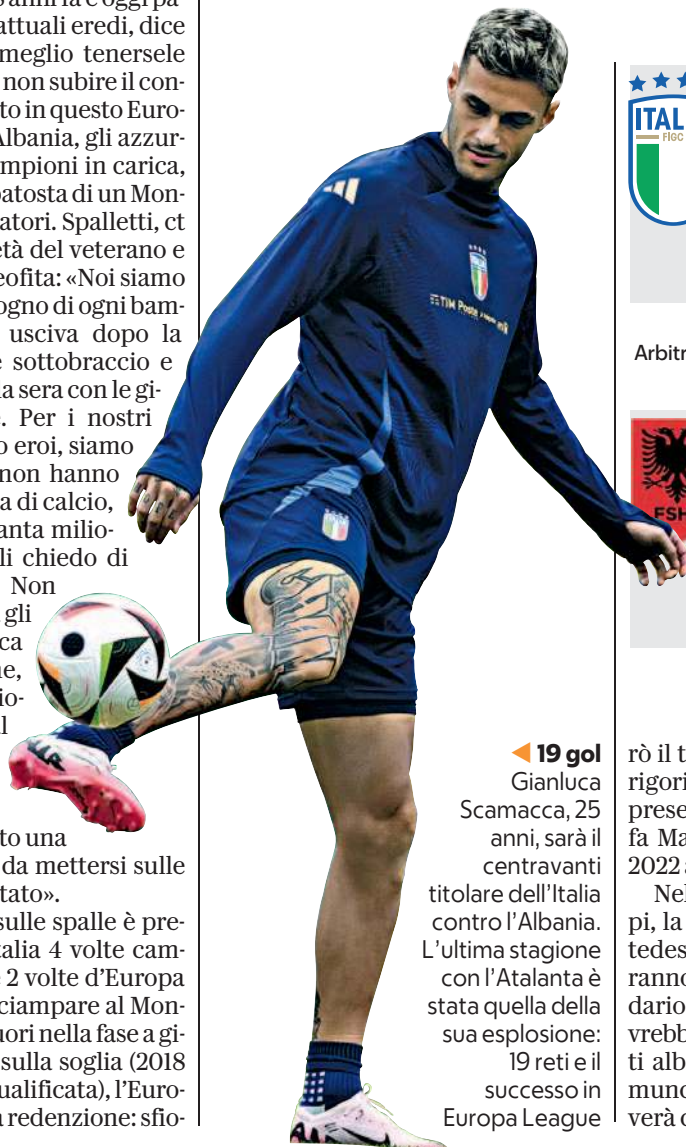 anni fa e oggi pa-
attuali eredi, dice
meglio tenersele
non subire il con-
to in questo Euro-
Albania, gli azzur-
mpioni in carica,
patosta di un Mon-
atori. Spalletti, ct
età del veterano e
eofita: «Noi siamo
ogno di ogni bam-
usciva dopo la
e sottobraccio e
a sera con le gi-
e. Per i nostri
o eroi, siamo
non hanno
a di calcio,
anta milio-
li chiedo di
Non
gli
ca
ne,
io-
al
to una
da mettersi sulle
tato».
sulle spalle è pre-
talia 4 volte cam-
e 2 volte d'Europa
ciampare al Mon-
uori nella fase a gi-
sulla soglia (2018
ualificata), l'Euro-
a redenzione: sfio-
TIM Poste
19 gol
Gianluca
Scamacca, 25
anni, sarà il
centravanti
titolare dell'Italia
contro l'Albania.
L'ultima stagione
con l'Atalanta è
stata quella della
sua esplosione:
19 reti e il
successo in
Europa League
ITAL
FIGC
Arbitr
FSH
rò il t
rigori
prese
fa Ma
2022 a
Nel
pi, la
tedes
ranno
dario
vrebb
ti alb
mund
verà c